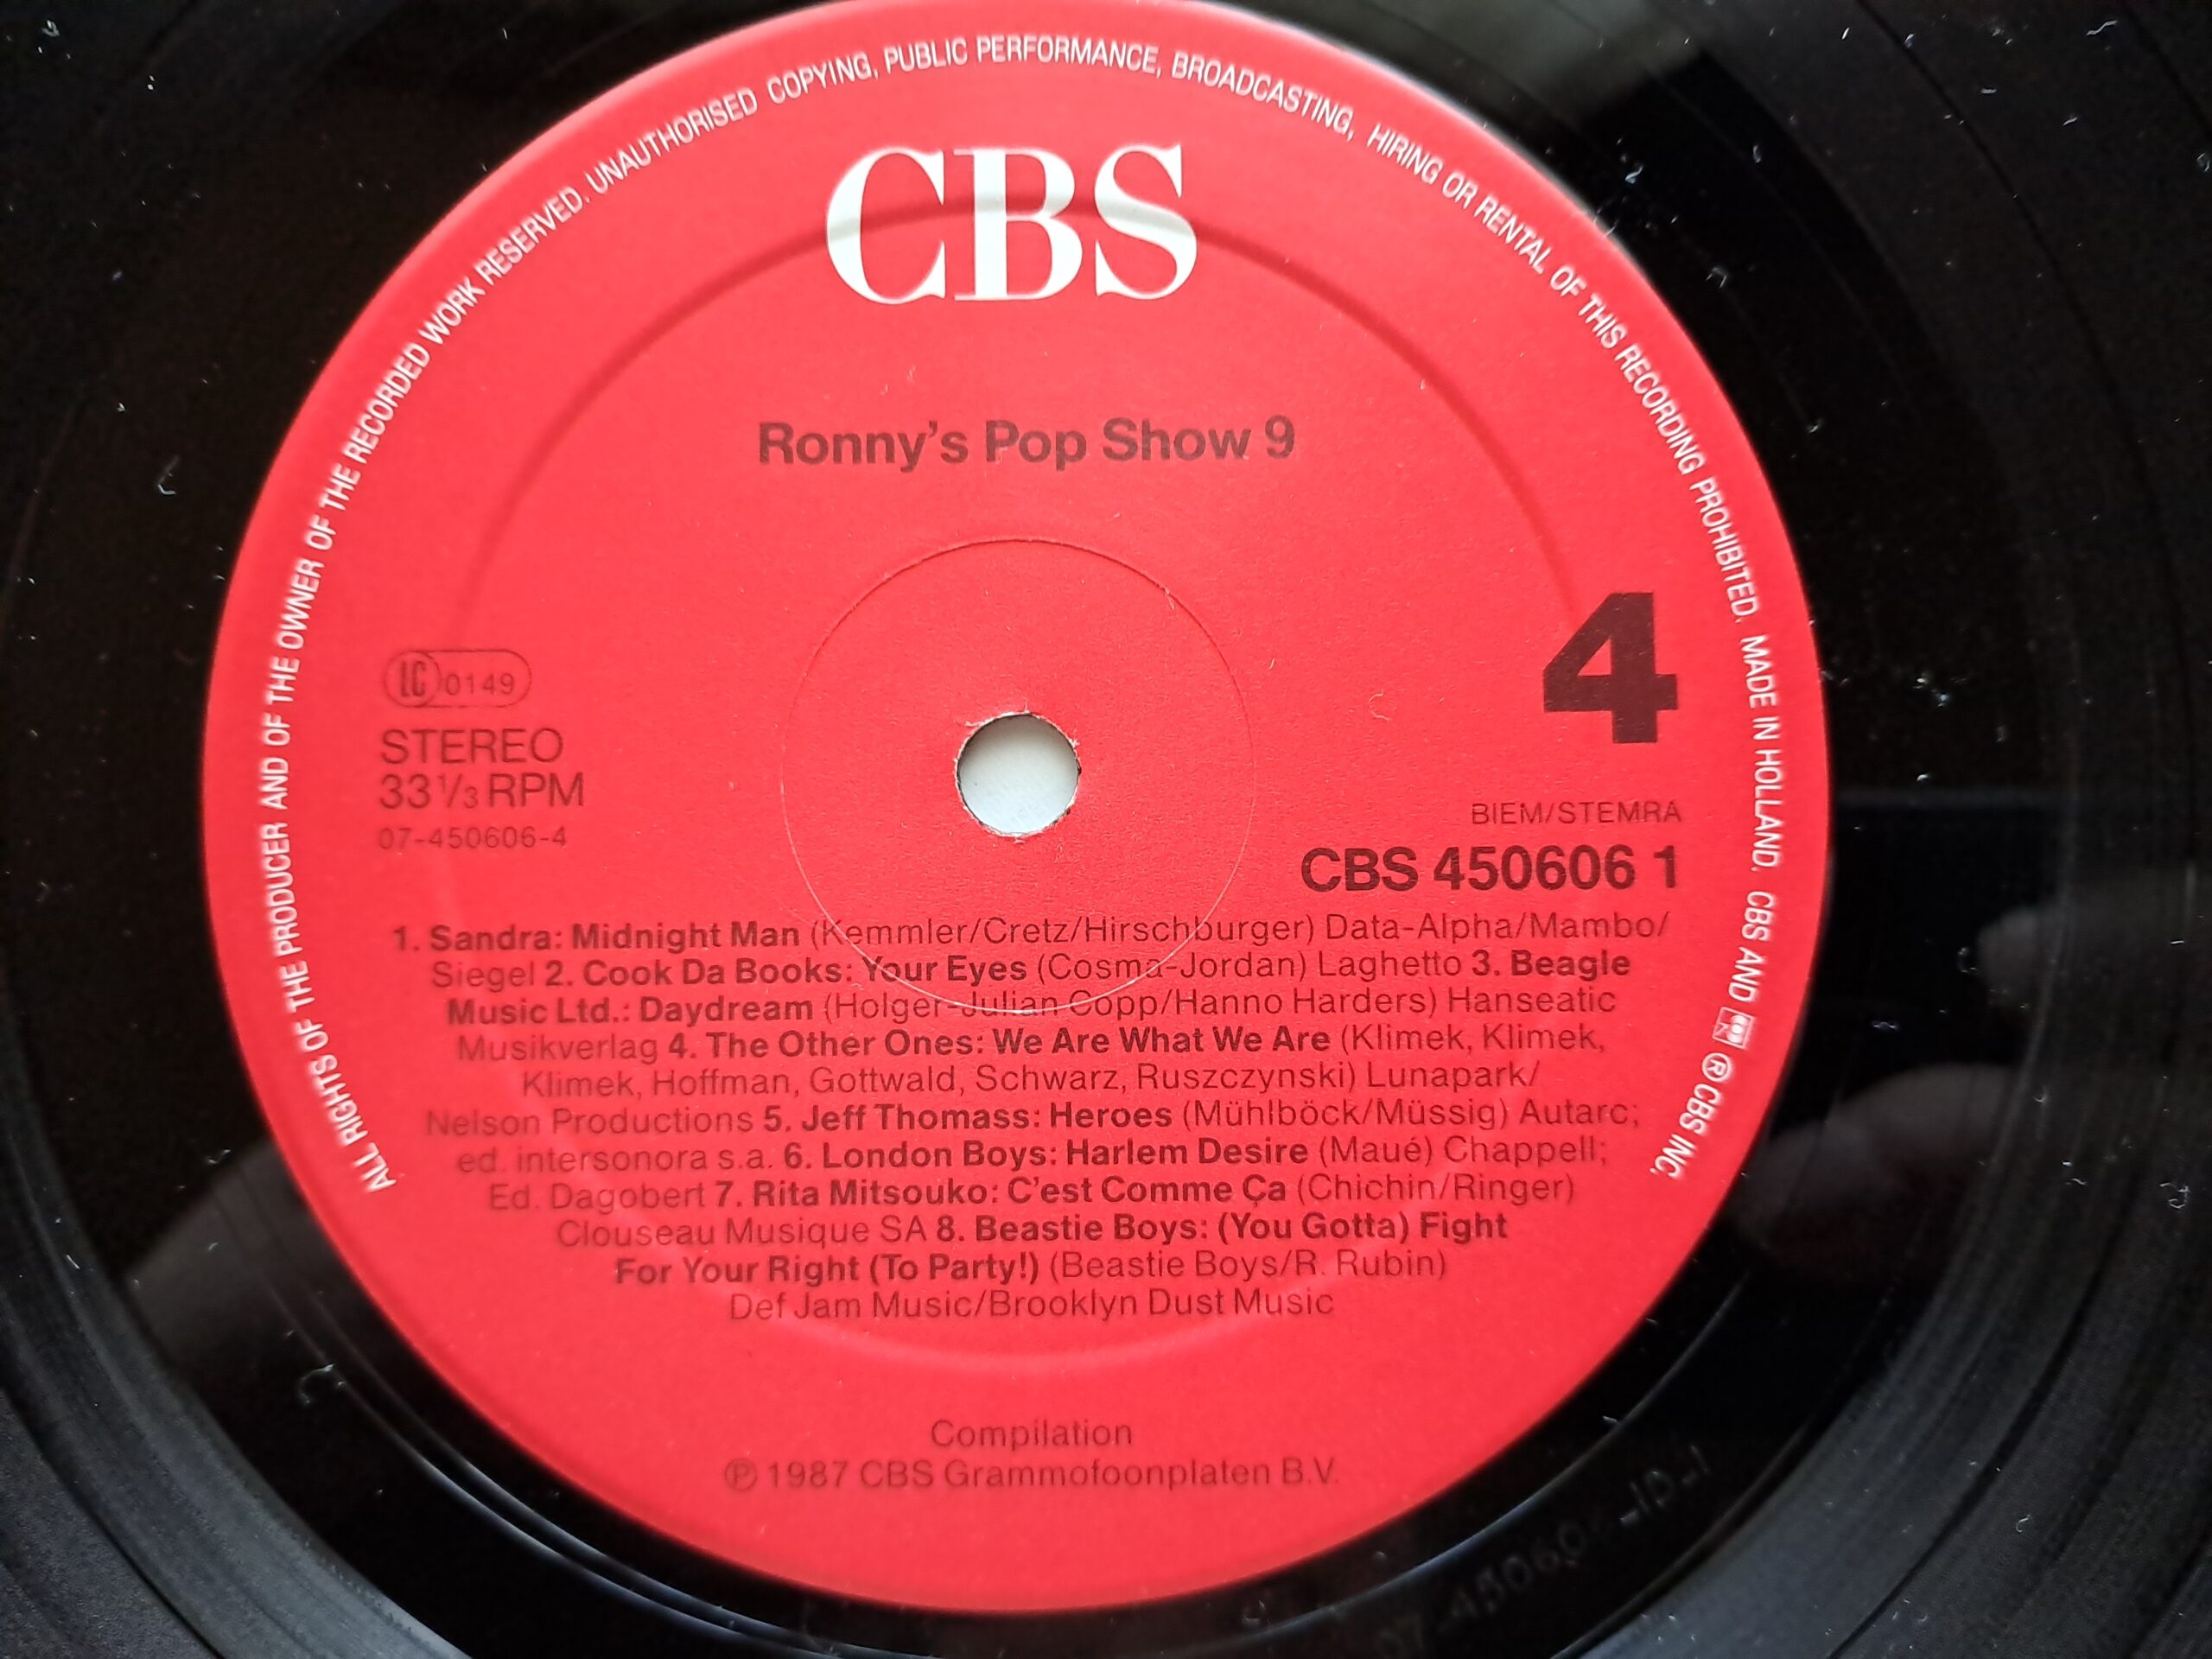 ALL RIGHTS OF THE PRODUCER AND OF THE OWNER OF THE RECORDED WORK RESERVED. UNAUTHORISED COPYING, PUBLIC PERFORMANCE, BROADCASTING, HIRING OR RENTAL OF THIS RECORDING PROHIBITED. MADE IN HOLLAND. CBS AND ® CBS INC.
CBS
Ronny's Pop Show 9
4
LC 0149
STEREO
33⅓ RPM
07-450606-4
BIEM/STEMRA
CBS 450606 1
1. Sandra: Midnight Man (Kemmler/Cretz/Hirschburger) Data-Alpha/Mambo/
Siegel 2. Cook Da Books: Your Eyes (Cosma-Jordan) Laghetto 3. Beagle
Music Ltd.: Daydream (Holger-Julian Copp/Hanno Harders) Hanseatic
Musikverlag 4. The Other Ones: We Are What We Are (Klimek, Klimek,
Klimek, Hoffman, Gottwald, Schwarz, Ruszczynski) Lunapark/
Nelson Productions 5. Jeff Thomass: Heroes (Mühlböck/Müssig) Autarc;
ed. intersonora s.a. 6. London Boys: Harlem Desire (Maué) Chappell;
Ed. Dagobert 7. Rita Mitsouko: C'est Comme Ça (Chichin/Ringer)
Clouseau Musique SA 8. Beastie Boys: (You Gotta) Fight
For Your Right (To Party!) (Beastie Boys/R. Rubin)
Def Jam Music/Brooklyn Dust Music
Compilation
℗ 1987 CBS Grammofoonplaten B.V.